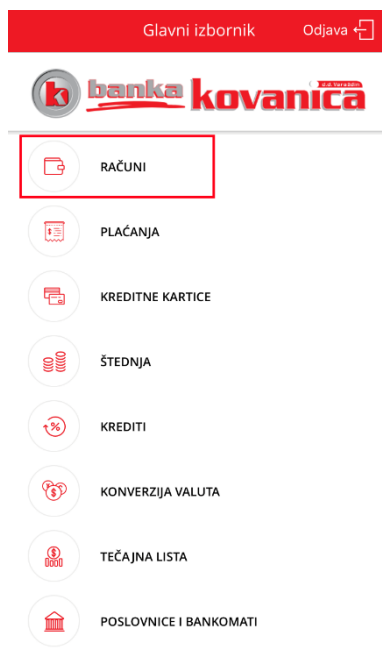 Glavni izbornik
Odjava
banka kovanica
d.d. Varaždin
RAČUNI
PLAĆANJA
KREDITNE KARTICE
ŠTEDNJA
KREDITI
KONVERZIJA VALUTA
TEČAJNA LISTA
POSLOVNICE I BANKOMATI